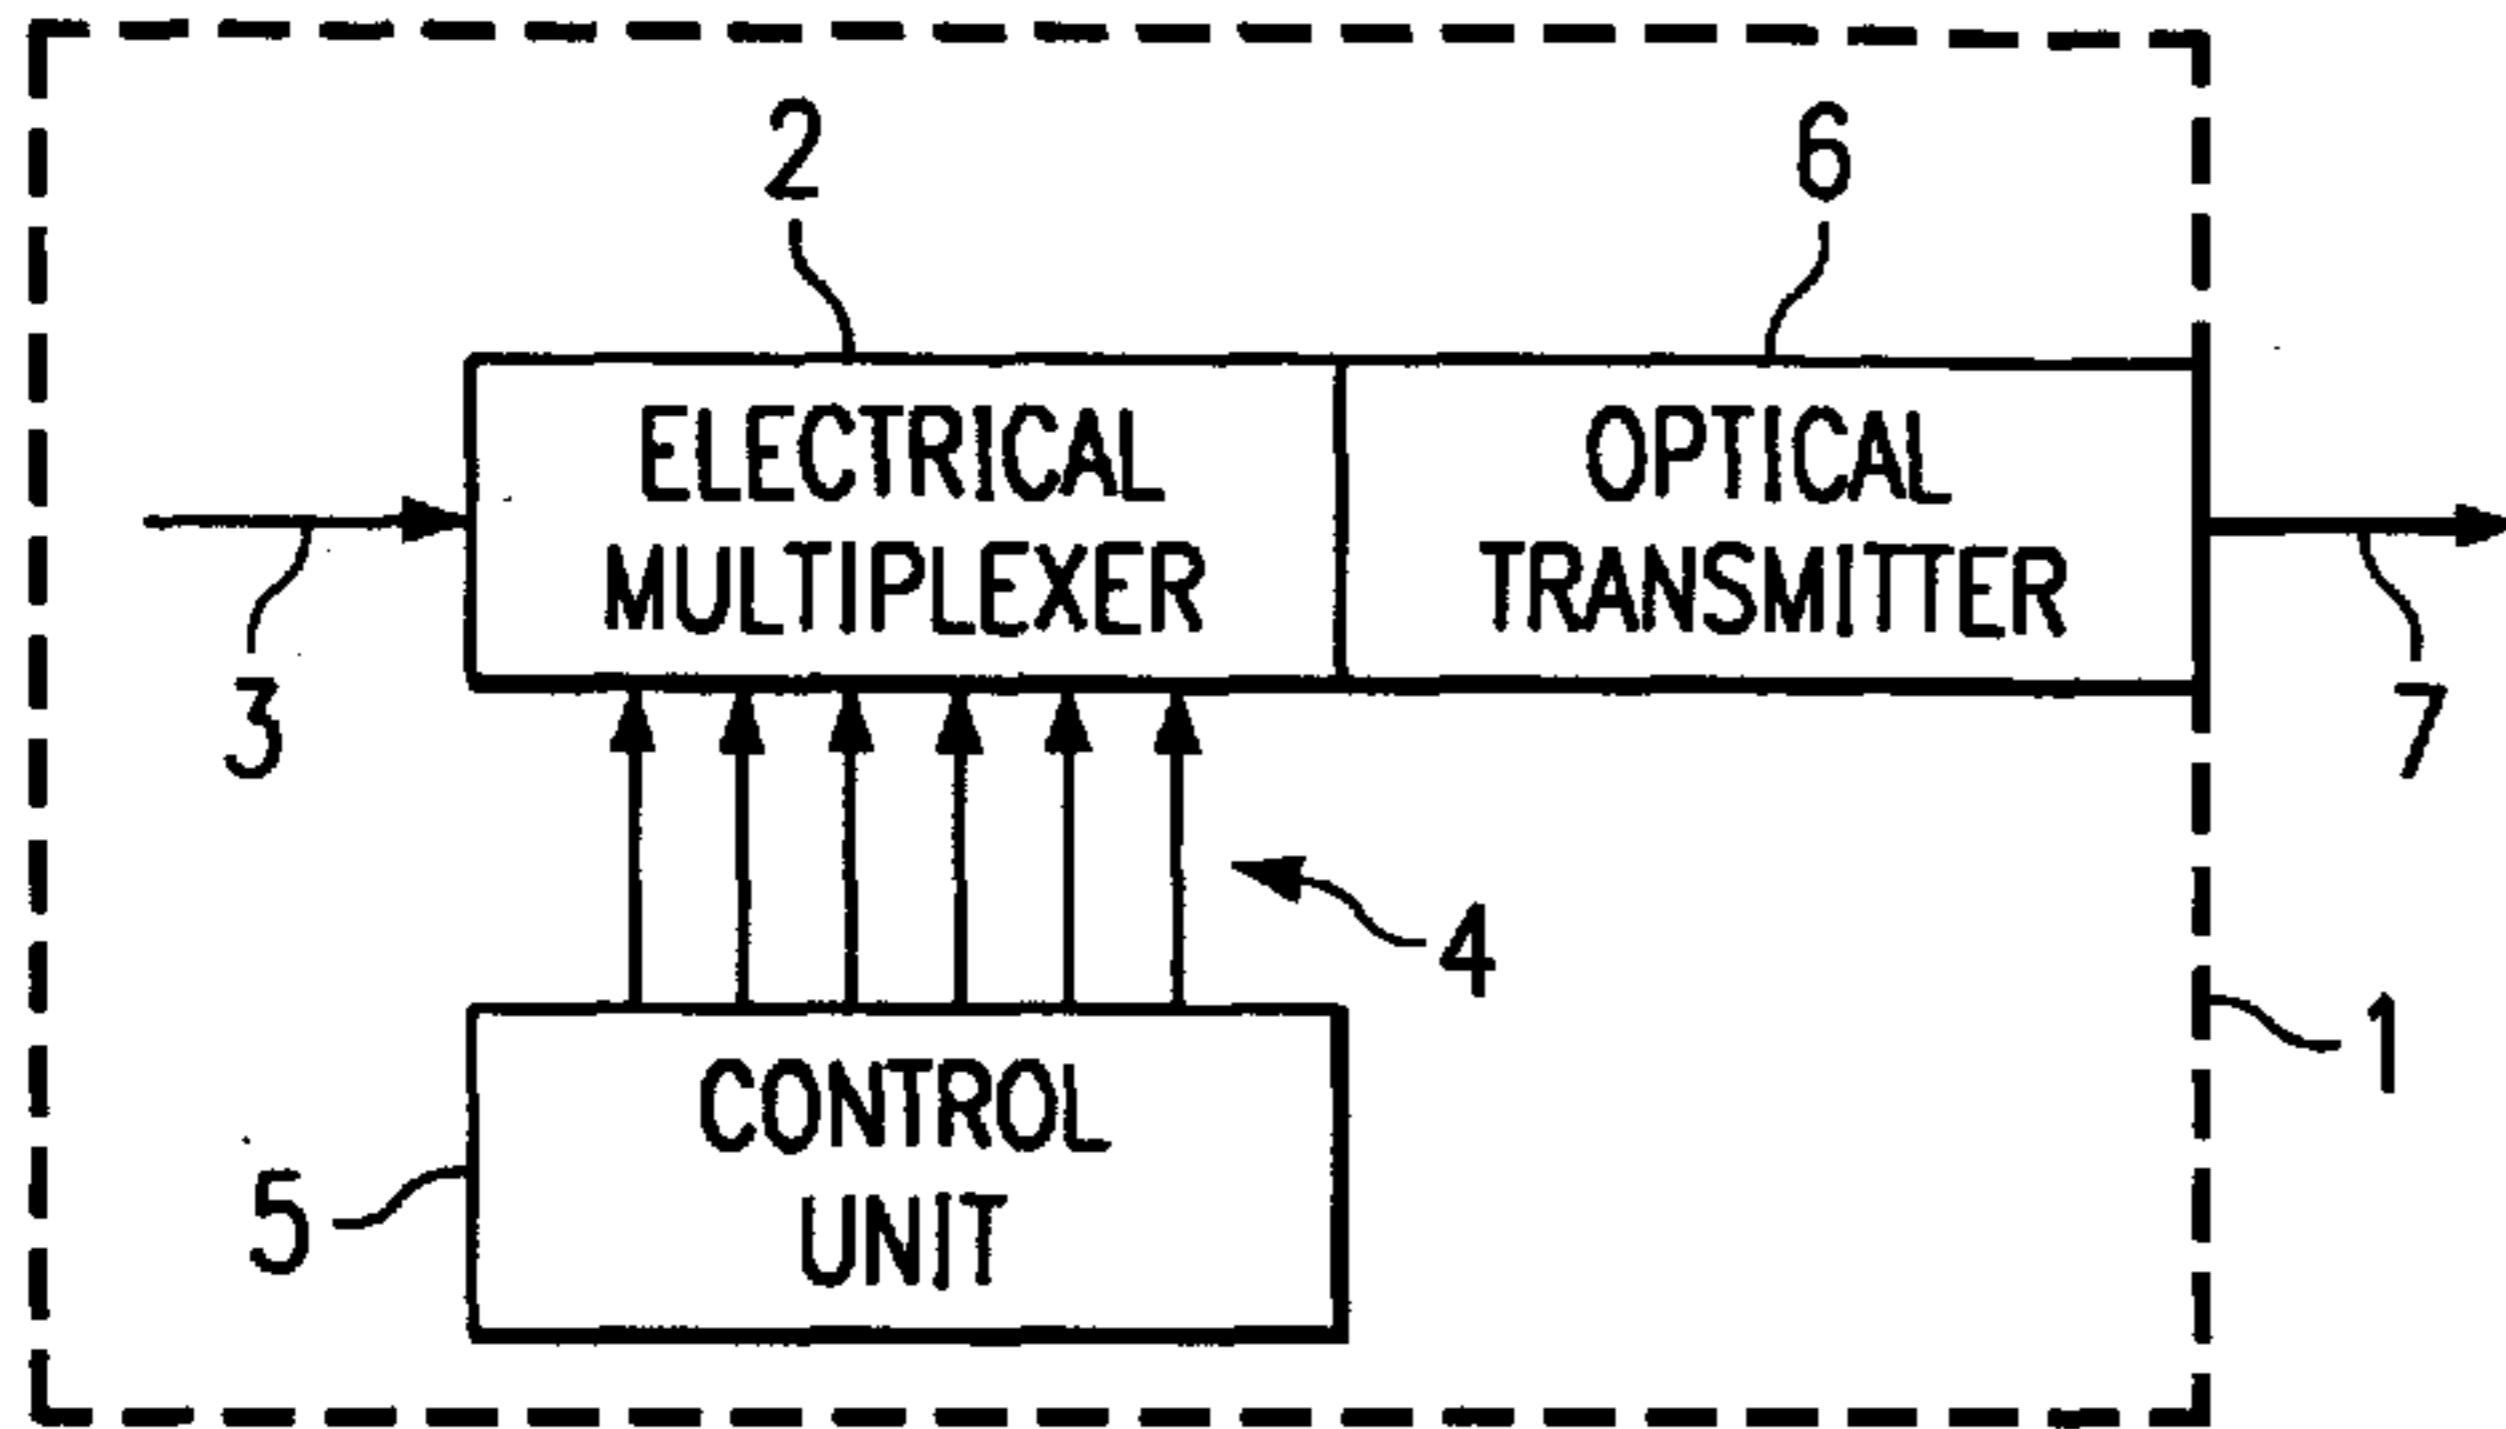 2
6
ELECTRICAL
MULTIPLEXER
OPTICAL
TRANSMITTER
3
7
4
1
CONTROL
UNIT
5